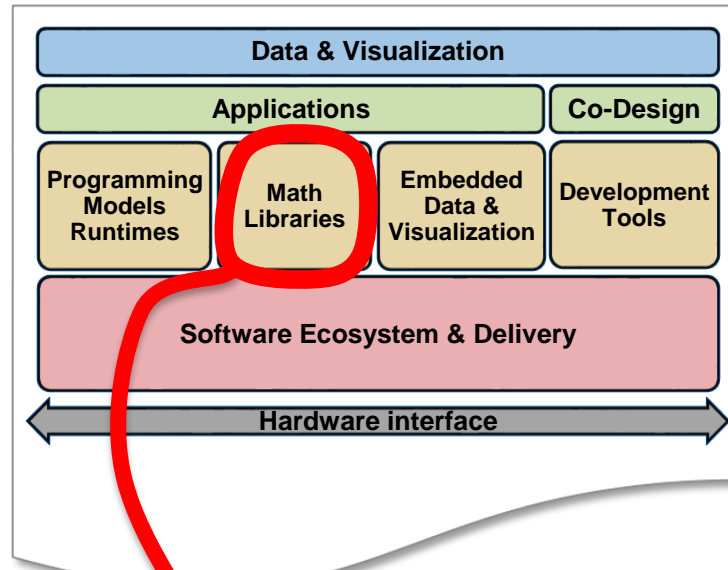 Data & Visualization
Applications
Co-Design
Programming
Models
Runtimes
Math
Libraries
Embedded
Data &
Visualization
Development
Tools
Software Ecosystem & Delivery
Hardware interface